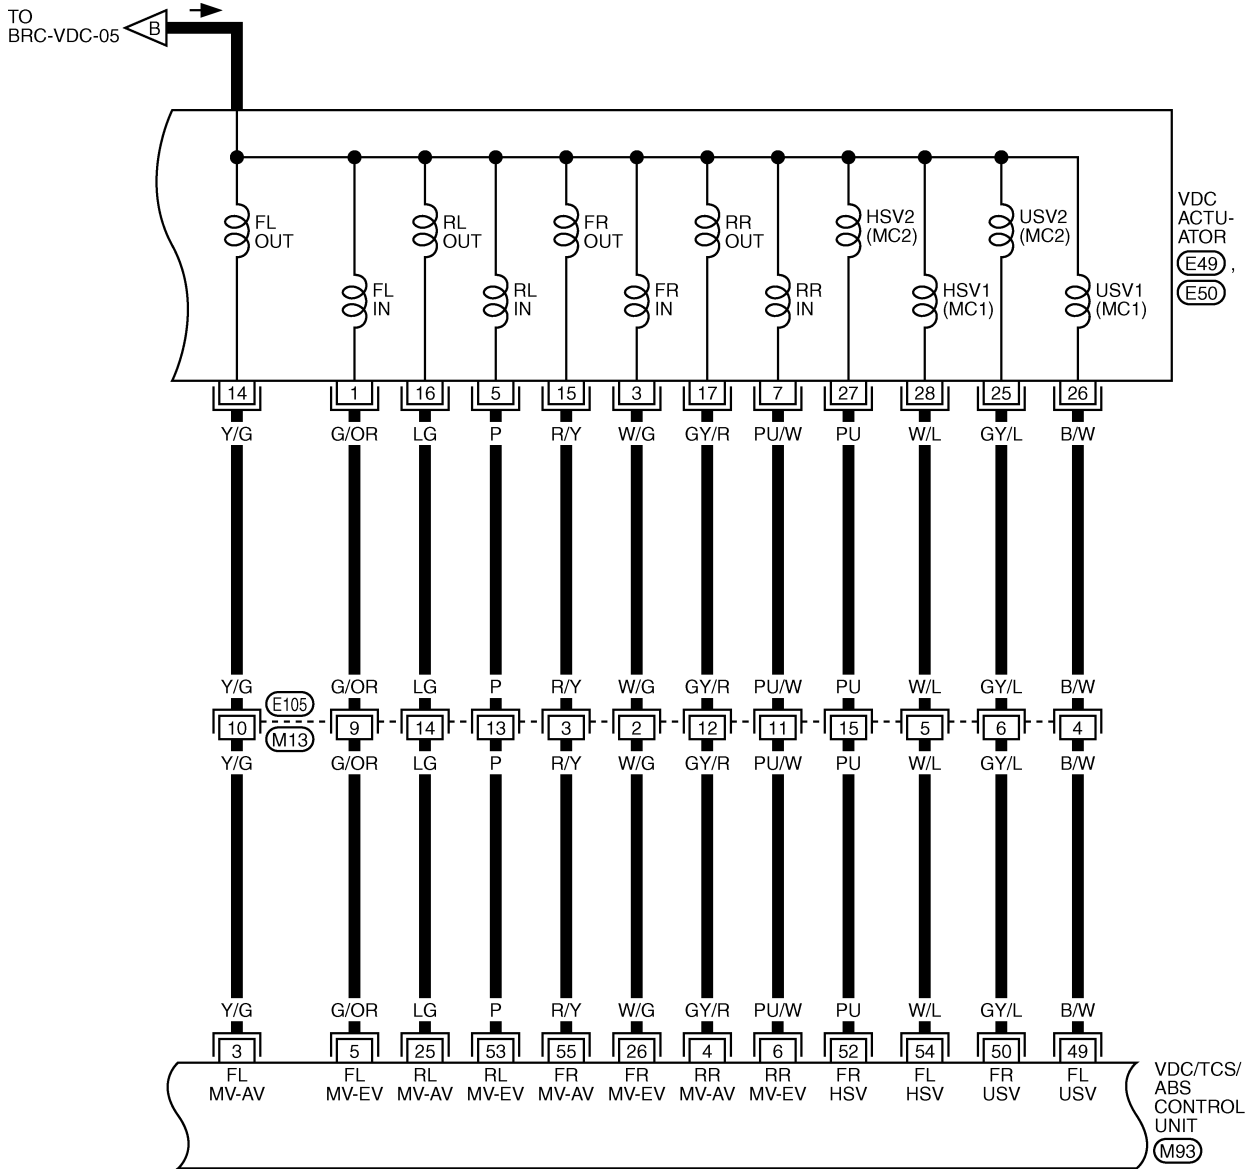 TO
BRC-VDC-05
B
FL OUT
FL IN
RL OUT
RL IN
FR OUT
FR IN
RR OUT
RR IN
HSV2 (MC2)
HSV1 (MC1)
USV2 (MC2)
USV1 (MC1)
VDC
ACTU-
ATOR
E49 ,
E50
14 1 16 5 15 3 17 7 27 28 25 26
Y/G G/OR LG P R/Y W/G GY/R PU/W PU W/L GY/L B/W
Y/G G/OR LG P R/Y W/G GY/R PU/W PU W/L GY/L B/W
E105
10 9 14 13 3 2 12 11 15 5 6 4
M13
Y/G G/OR LG P R/Y W/G GY/R PU/W PU W/L GY/L B/W
Y/G G/OR LG P R/Y W/G GY/R PU/W PU W/L GY/L B/W
3 5 25 53 55 26 4 6 52 54 50 49
FL FL RL RL FR FR RR RR FR FL FR FL
MV-AV MV-EV MV-AV MV-EV MV-AV MV-EV MV-AV MV-EV HSV HSV USV USV
VDC/TCS/
ABS
CONTROL
UNIT
M93